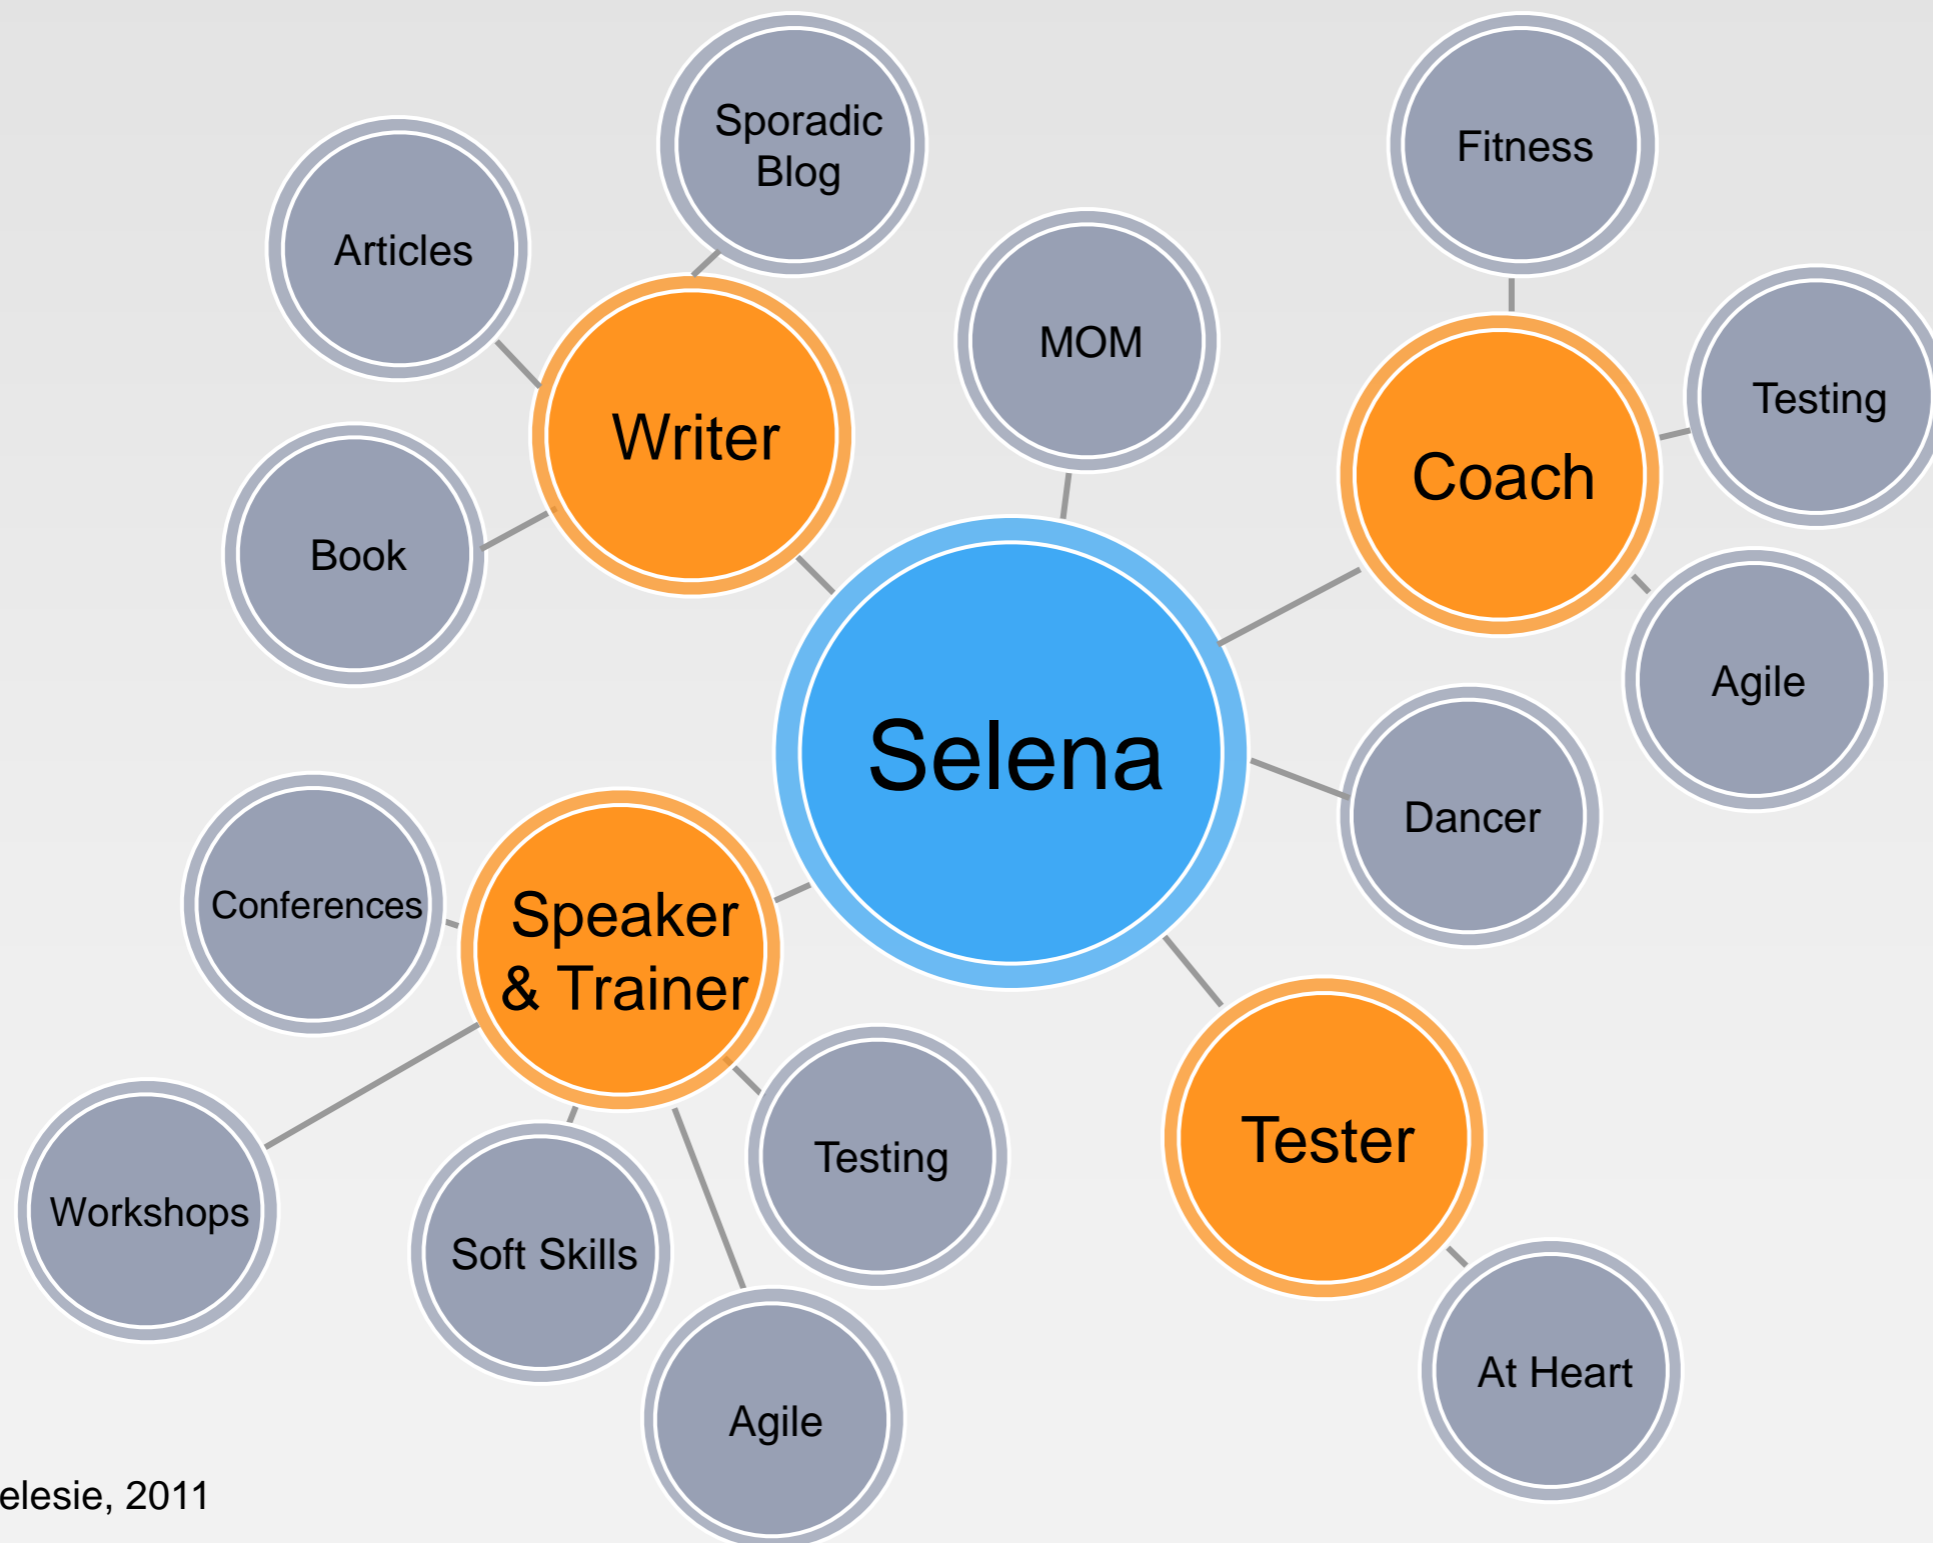 Sporadic
Blog
Fitness
Articles
MOM
Testing
Writer
Coach
Book
Agile
Selena
Dancer
Conferences
Speaker
& Trainer
Tester
Testing
Workshops
Soft Skills
At Heart
Agile
elesie, 2011